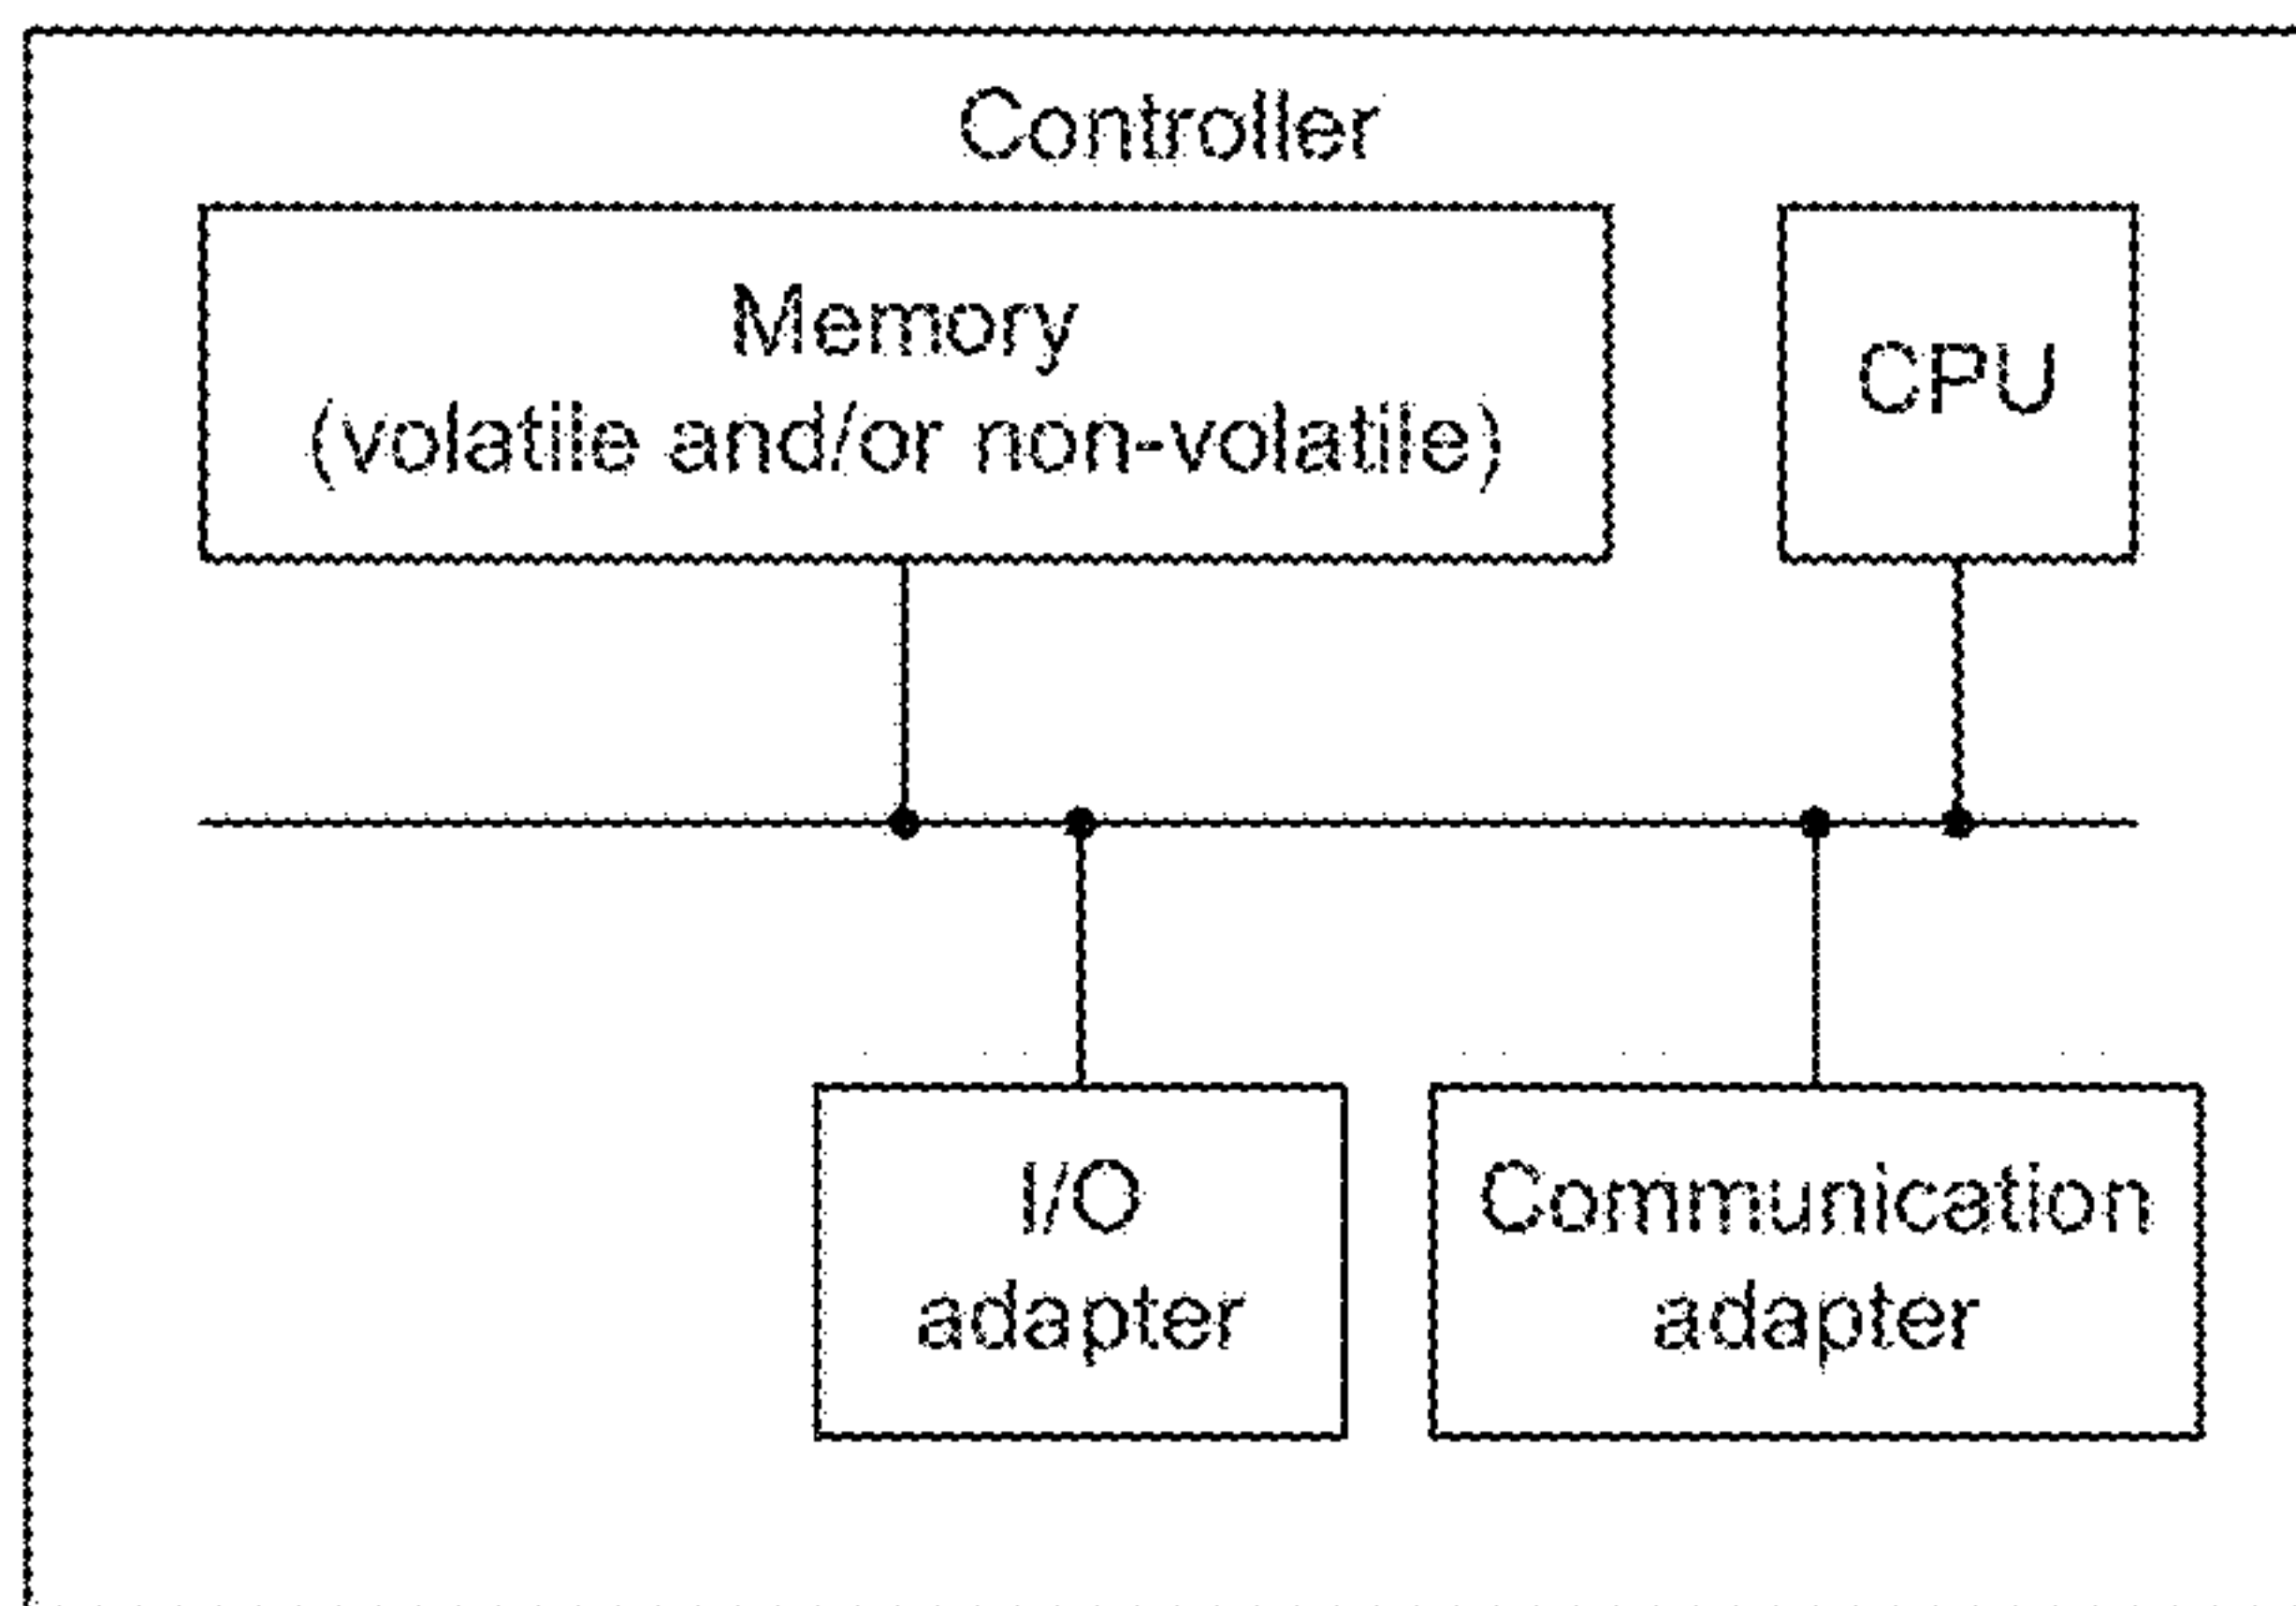 Controller
Memory
(volatile and/or non-volatile)
CPU
I/O
adapter
Communication
adapter